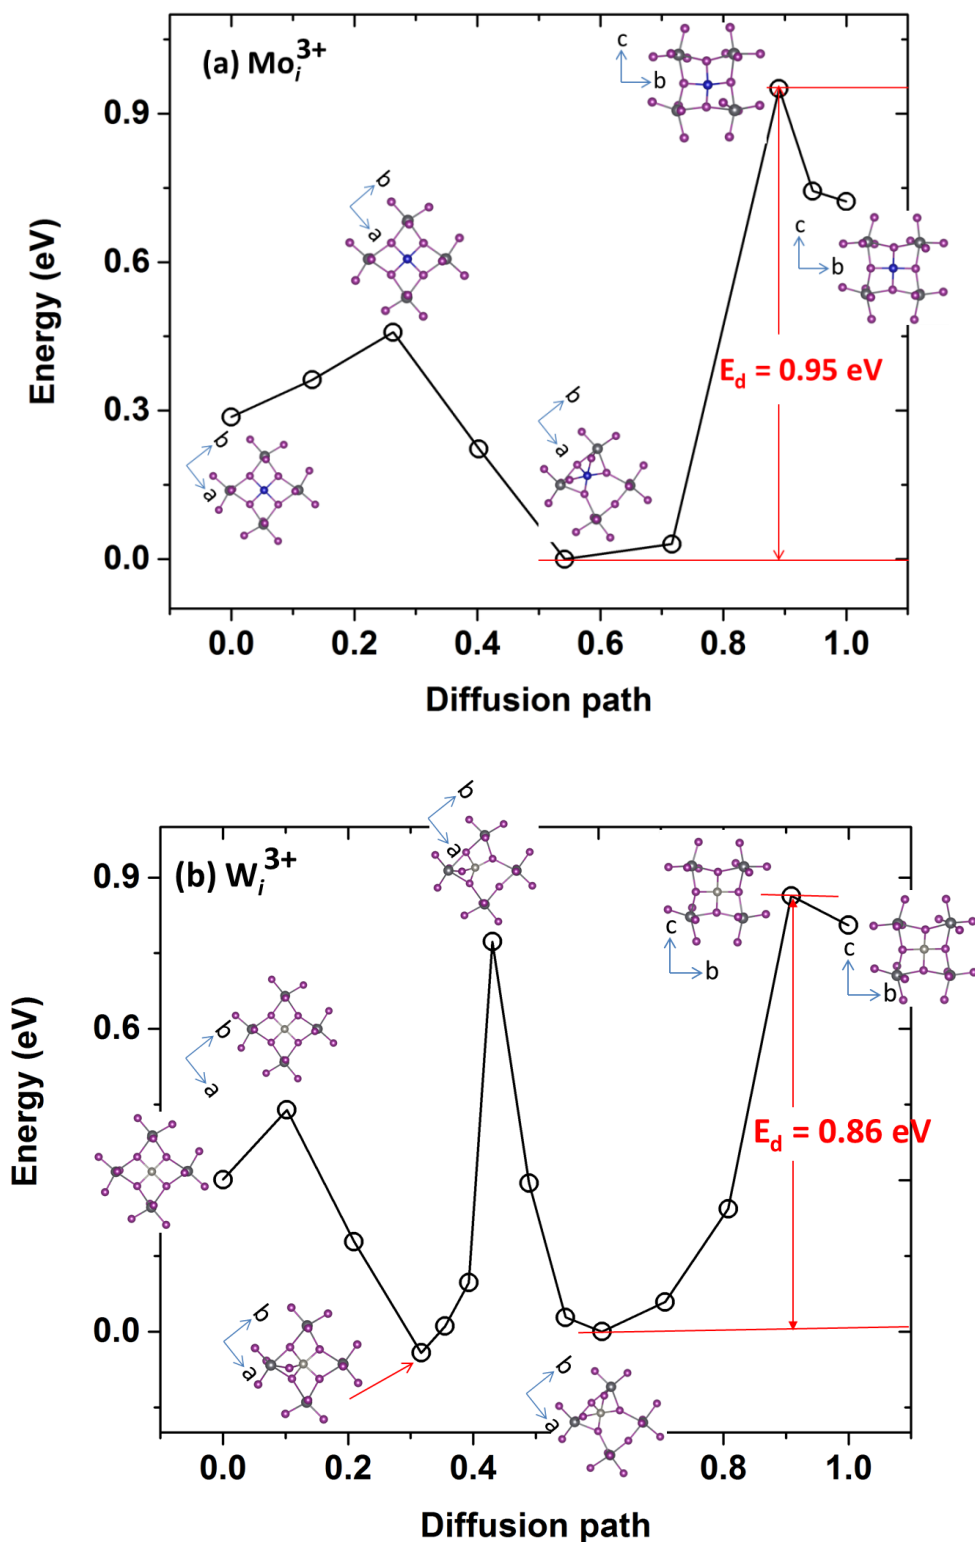 (a) Mo_i^3+
c
b
0.9
b
a
c
b
0.6
Energy (eV)
E_d = 0.95 eV
0.3
b
a
b
a
0.0
0.0 0.2 0.4 0.6 0.8 1.0
Diffusion path
b
a
(b) W_i^3+
0.9
c
b
c
b
0.6
b
a
Energy (eV)
E_d = 0.86 eV
0.3
0.0
b
a
b
a
0.0 0.2 0.4 0.6 0.8 1.0
Diffusion path